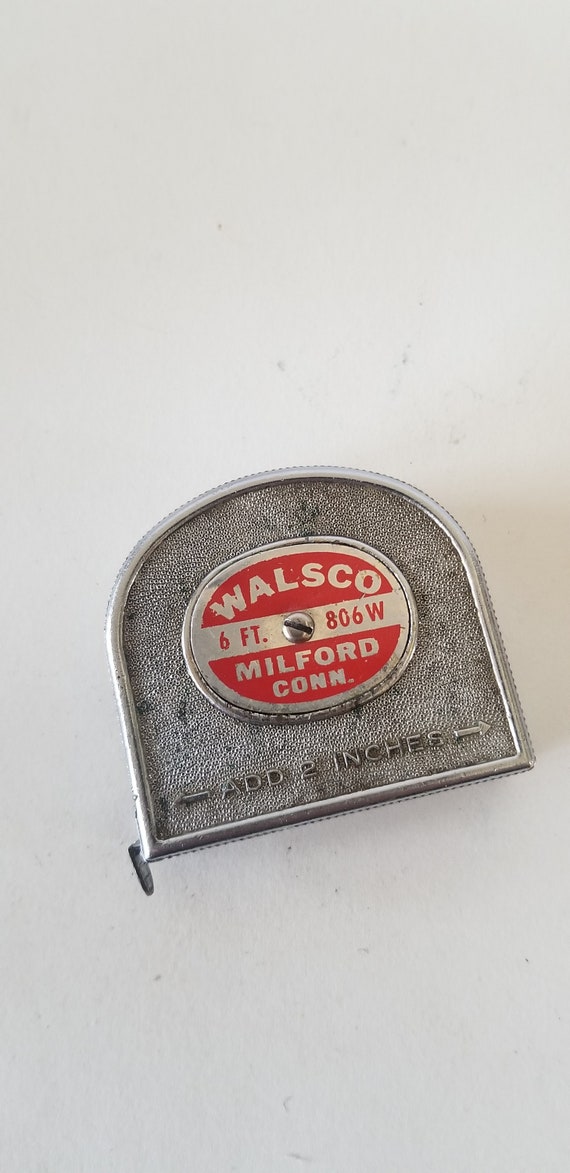 WALSCO
6 FT. 806W
MILFORD
CONN.
ADD 2 INCHES